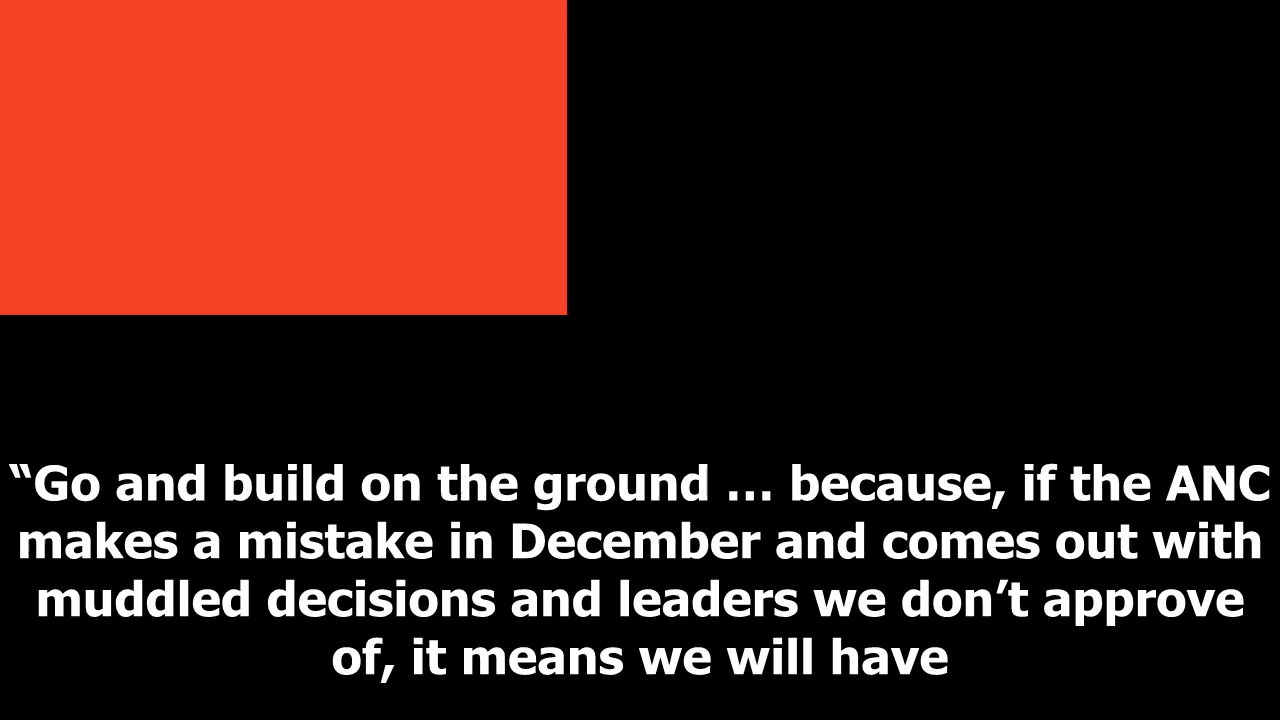 “Go and build on the ground … because, if the ANC
makes a mistake in December and comes out with
muddled decisions and leaders we don’t approve
of, it means we will have